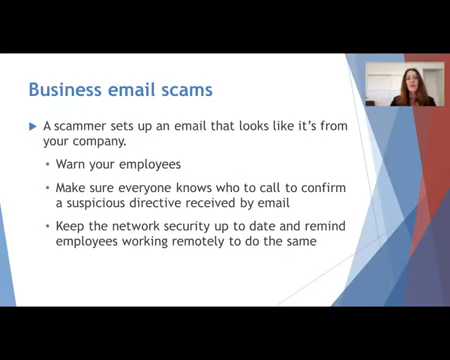 Business email scams
A scammer sets up an email that looks like it's from
your company.
• Warn your employees
• Make sure everyone knows who to call to confirm
a suspicious directive received by email
• Keep the network security up to date and remind
employees working remotely to do the same